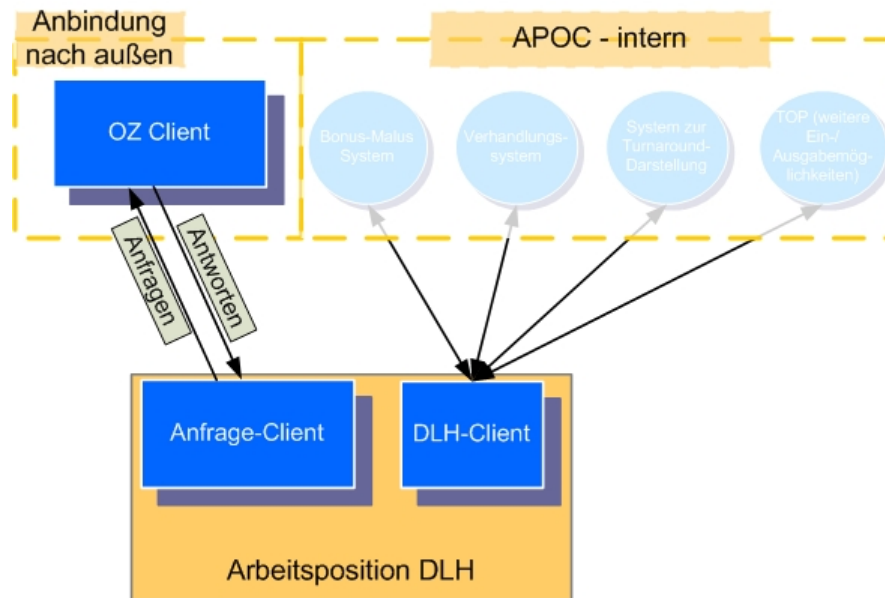 Anbindung
nach außen
APOC - intern
OZ Client
Bonus-Malus
System
Verhandlungs-
system
System zur
Turnaround-
Darstellung
TOP (weitere
Ein-/
Ausgabemög-
lichkeiten)
Anfragen
Antworten
Anfrage-Client
DLH-Client
Arbeitsposition DLH